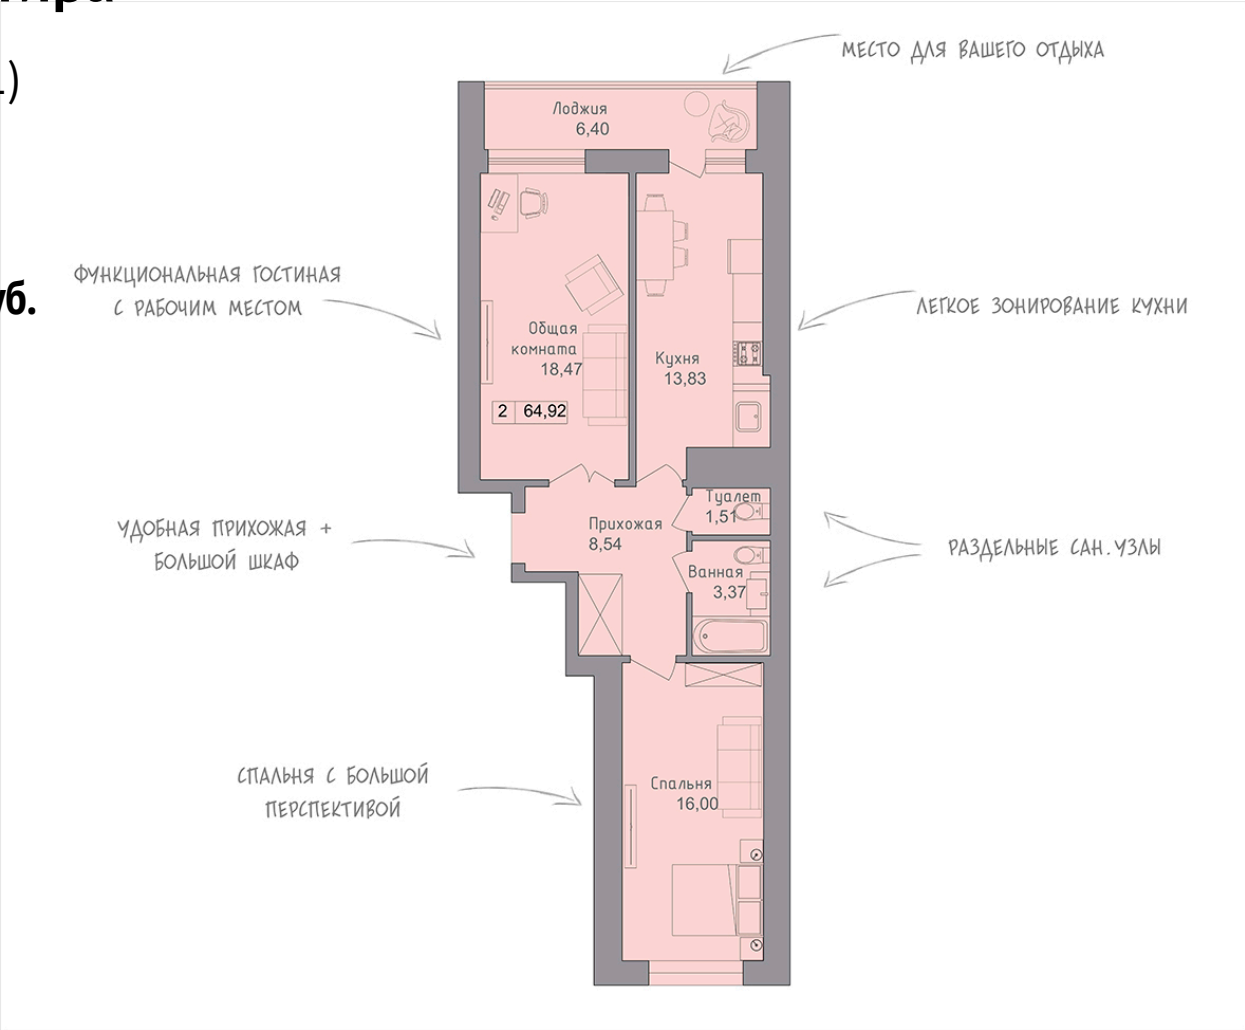 МЕСТО ДЛЯ ВАШЕГО ОТДЫХА
Лоджия
6,40
ФУНКЦИОНАЛЬНАЯ ГОСТИНАЯ
С РАБОЧИМ МЕСТОМ
уб.
ЛЕГКОЕ ЗОНИРОВАНИЕ КУХНИ
Общая
комната
18,47
Кухня
13,83
2 64,92
Туалет
1,51
Прихожая
8,54
УДОБНАЯ ПРИХОЖАЯ +
БОЛЬШОЙ ШКАФ
РАЗДЕЛЬНЫЕ САН.УЗЛЫ
Ванная
3,37
СПАЛЬНЯ С БОЛЬШОЙ
ПЕРСПЕКТИВОЙ
Спальня
16,00